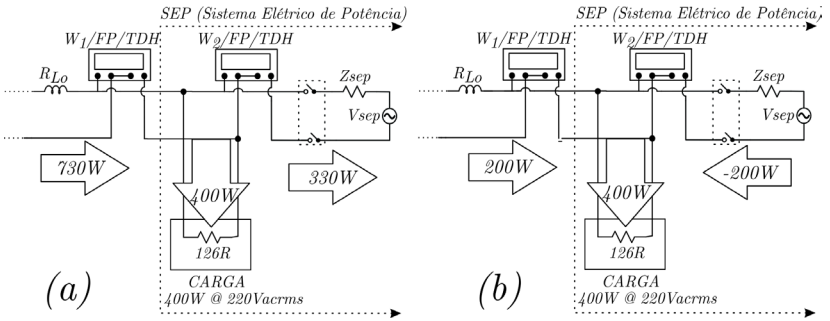 SEP (Sistema Elétrico de Potência)
W1/FP/TDH
W2/FP/TDH
RLo
Zsep
Vsep
730W
400W
330W
126R
(a)
CARGA
400W @ 220Vacrms
SEP (Sistema Elétrico de Potência)
W1/FP/TDH
W2/FP/TDH
RLo
Zsep
Vsep
200W
400W
-200W
126R
(b)
CARGA
400W @ 220Vacrms